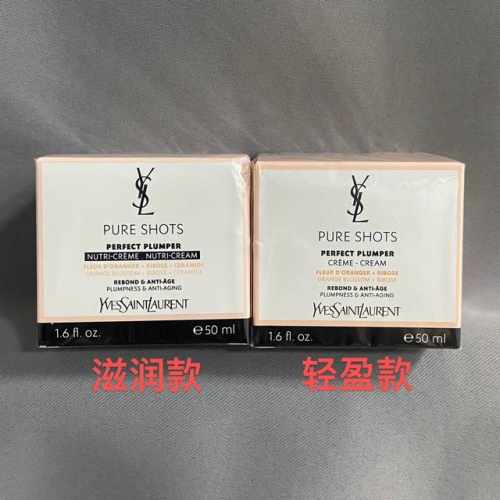 YSL
PURE SHOTS
PERFECT PLUMPER
NUTRI-CRÈME NUTRI-CREAM
FLEUR D'ORANGER + RIBOSE + CERAMIDE
ORANGE BLOSSOM + RIBOSE + CERAMIDE
REBOND & ANTI-ÂGE
PLUMPNESS & ANTI-AGING
YVESSAINTLAURENT
1.6 fl. oz. ℮50 ml
滋润款
YSL
PURE SHOTS
PERFECT PLUMPER
CRÈME - CREAM
FLEUR D'ORANGER + RIBOSE
ORANGE BLOSSOM + RIBOSE
REBOND & ANTI-ÂGE
PLUMPNESS & ANTI-AGING
YVESSAINTLAURENT
1.6 fl. oz. ℮50 ml
轻盈款